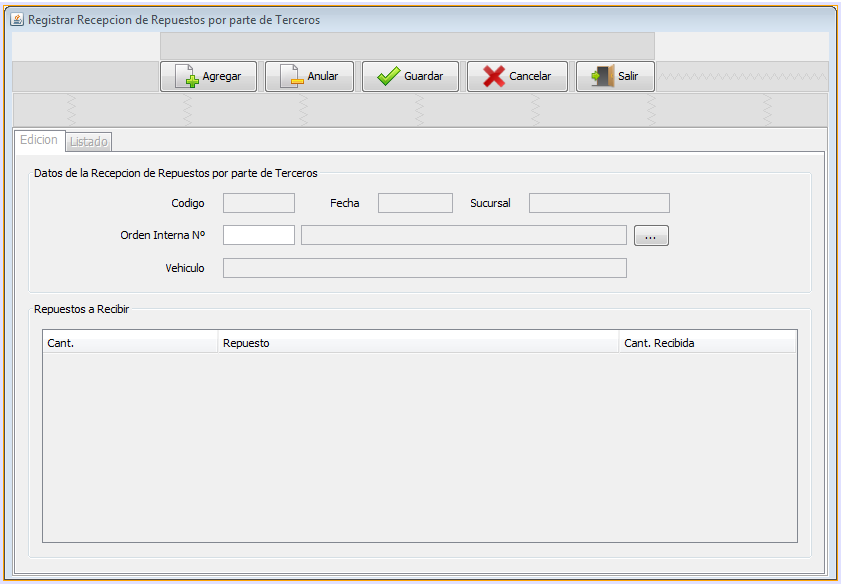 Registrar Recepcion de Repuestos por parte de Terceros
Agregar Anular Guardar Cancelar Salir
Edicion Listado
Datos de la Recepcion de Repuestos por parte de Terceros
Codigo Fecha Sucursal
Orden Interna Nº ...
Vehiculo
Repuestos a Recibir
Cant. Repuesto Cant. Recibida